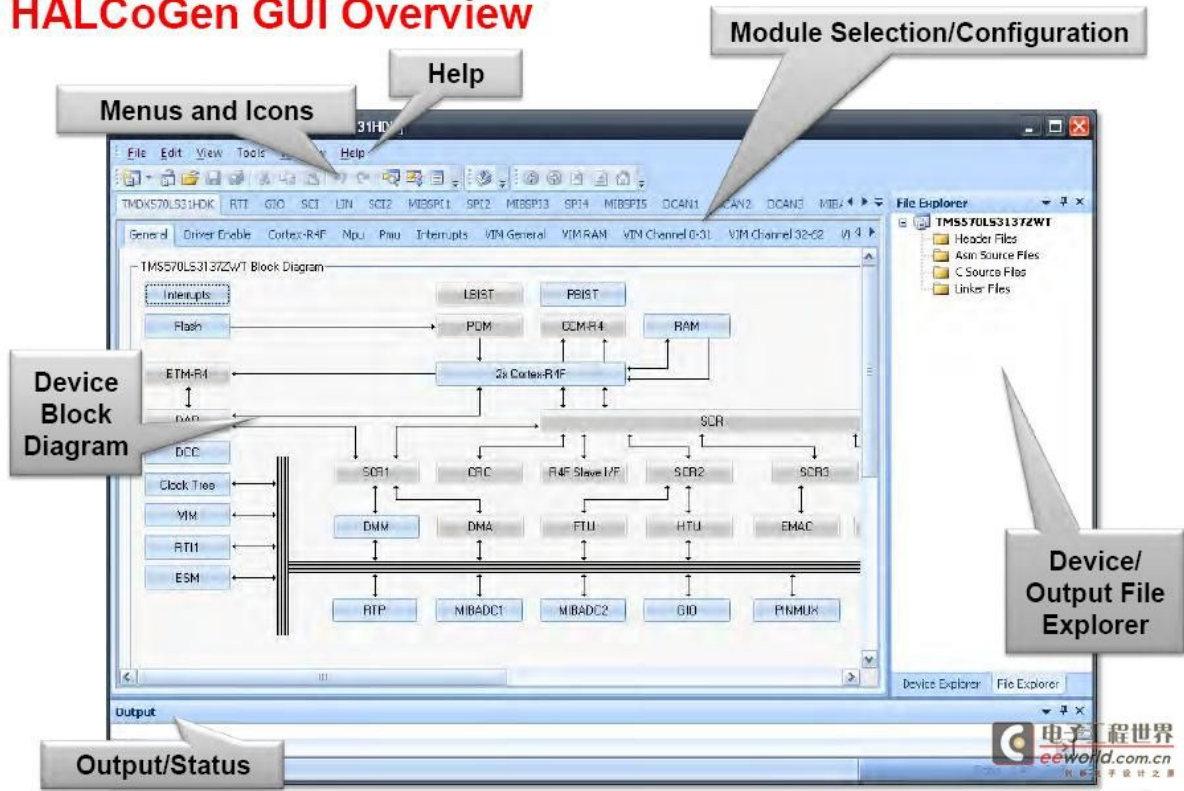 HALCoGen GUI Overview
Module Selection/Configuration
Help
Menus and Icons
File Edit View Tools Help
TMDX570LS31HDK RTI GIO SCI LIN SCI2 MIBSPI1 SPI2 MIBSPI3 SPI4 MIBSPI5 DCAN1 DCAN3
General Driver Enable Cortex-R4F Mpu Pmu Interrupts VIM General VIM RAM VIM Channel 0-31 VIM Channel 32-62
File Explorer
TMS570LS3137ZWT
Header Files
Asm Source Files
C Source Files
Linker Files
TMS570LS3137ZWT Block Diagram
Interrupts LBIST PBIST
Flash POM CCM-R4 RAM
ETM-R4 2x Cortex-R4F
Device
Block
Diagram
SCR
DCC
SCR1 CRC R4F Slave I/F SCR2 SCR3
Clock Tree
VIM
DMM DMA FTU HTU EMAC
RTI1
ESM
RTP MIBADC1 MIBADC2 GIO PINMUX
Device/
Output File
Explorer
Device Explorer File Explorer
Output
Output/Status
电子工程世界
eeworld.com.cn